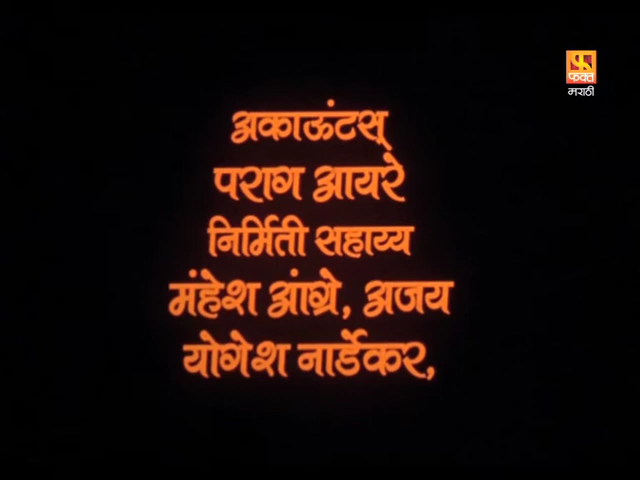 फक्त
मराठी
अकाऊंटस्
पराग आयरे
निर्मिती सहाय्य
मंहेश आंग्रे, अजय
योगेश नार्डेकर,